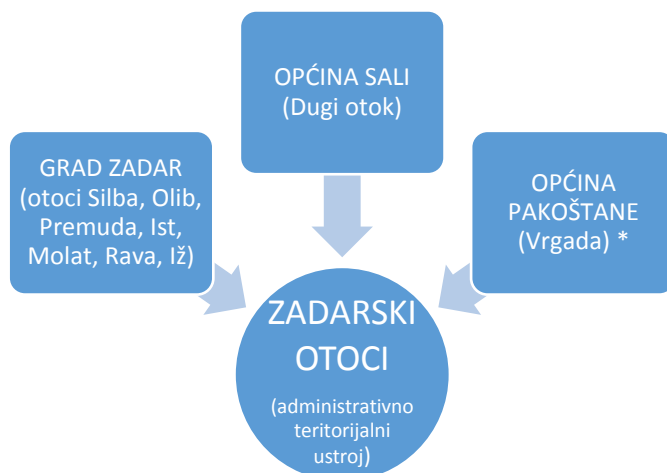 OPĆINA SALI
(Dugi otok)
GRAD ZADAR
(otoci Silba, Olib,
Premuda, Ist,
Molat, Rava, Iž)
OPĆINA
PAKOŠTANE
(Vrgada) *
ZADARSKI
OTOCI
(administrativno
teritorijalni
ustroj)